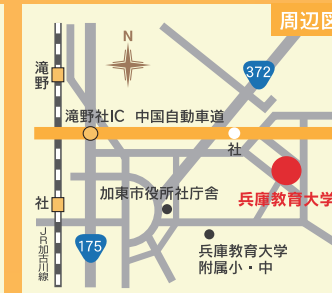 周辺図
N
372
滝野
滝野社IC 中国自動車道
社
加東市役所社庁舎
兵庫教育大学
社
JR加古川線
175
兵庫教育大学
附属小・中